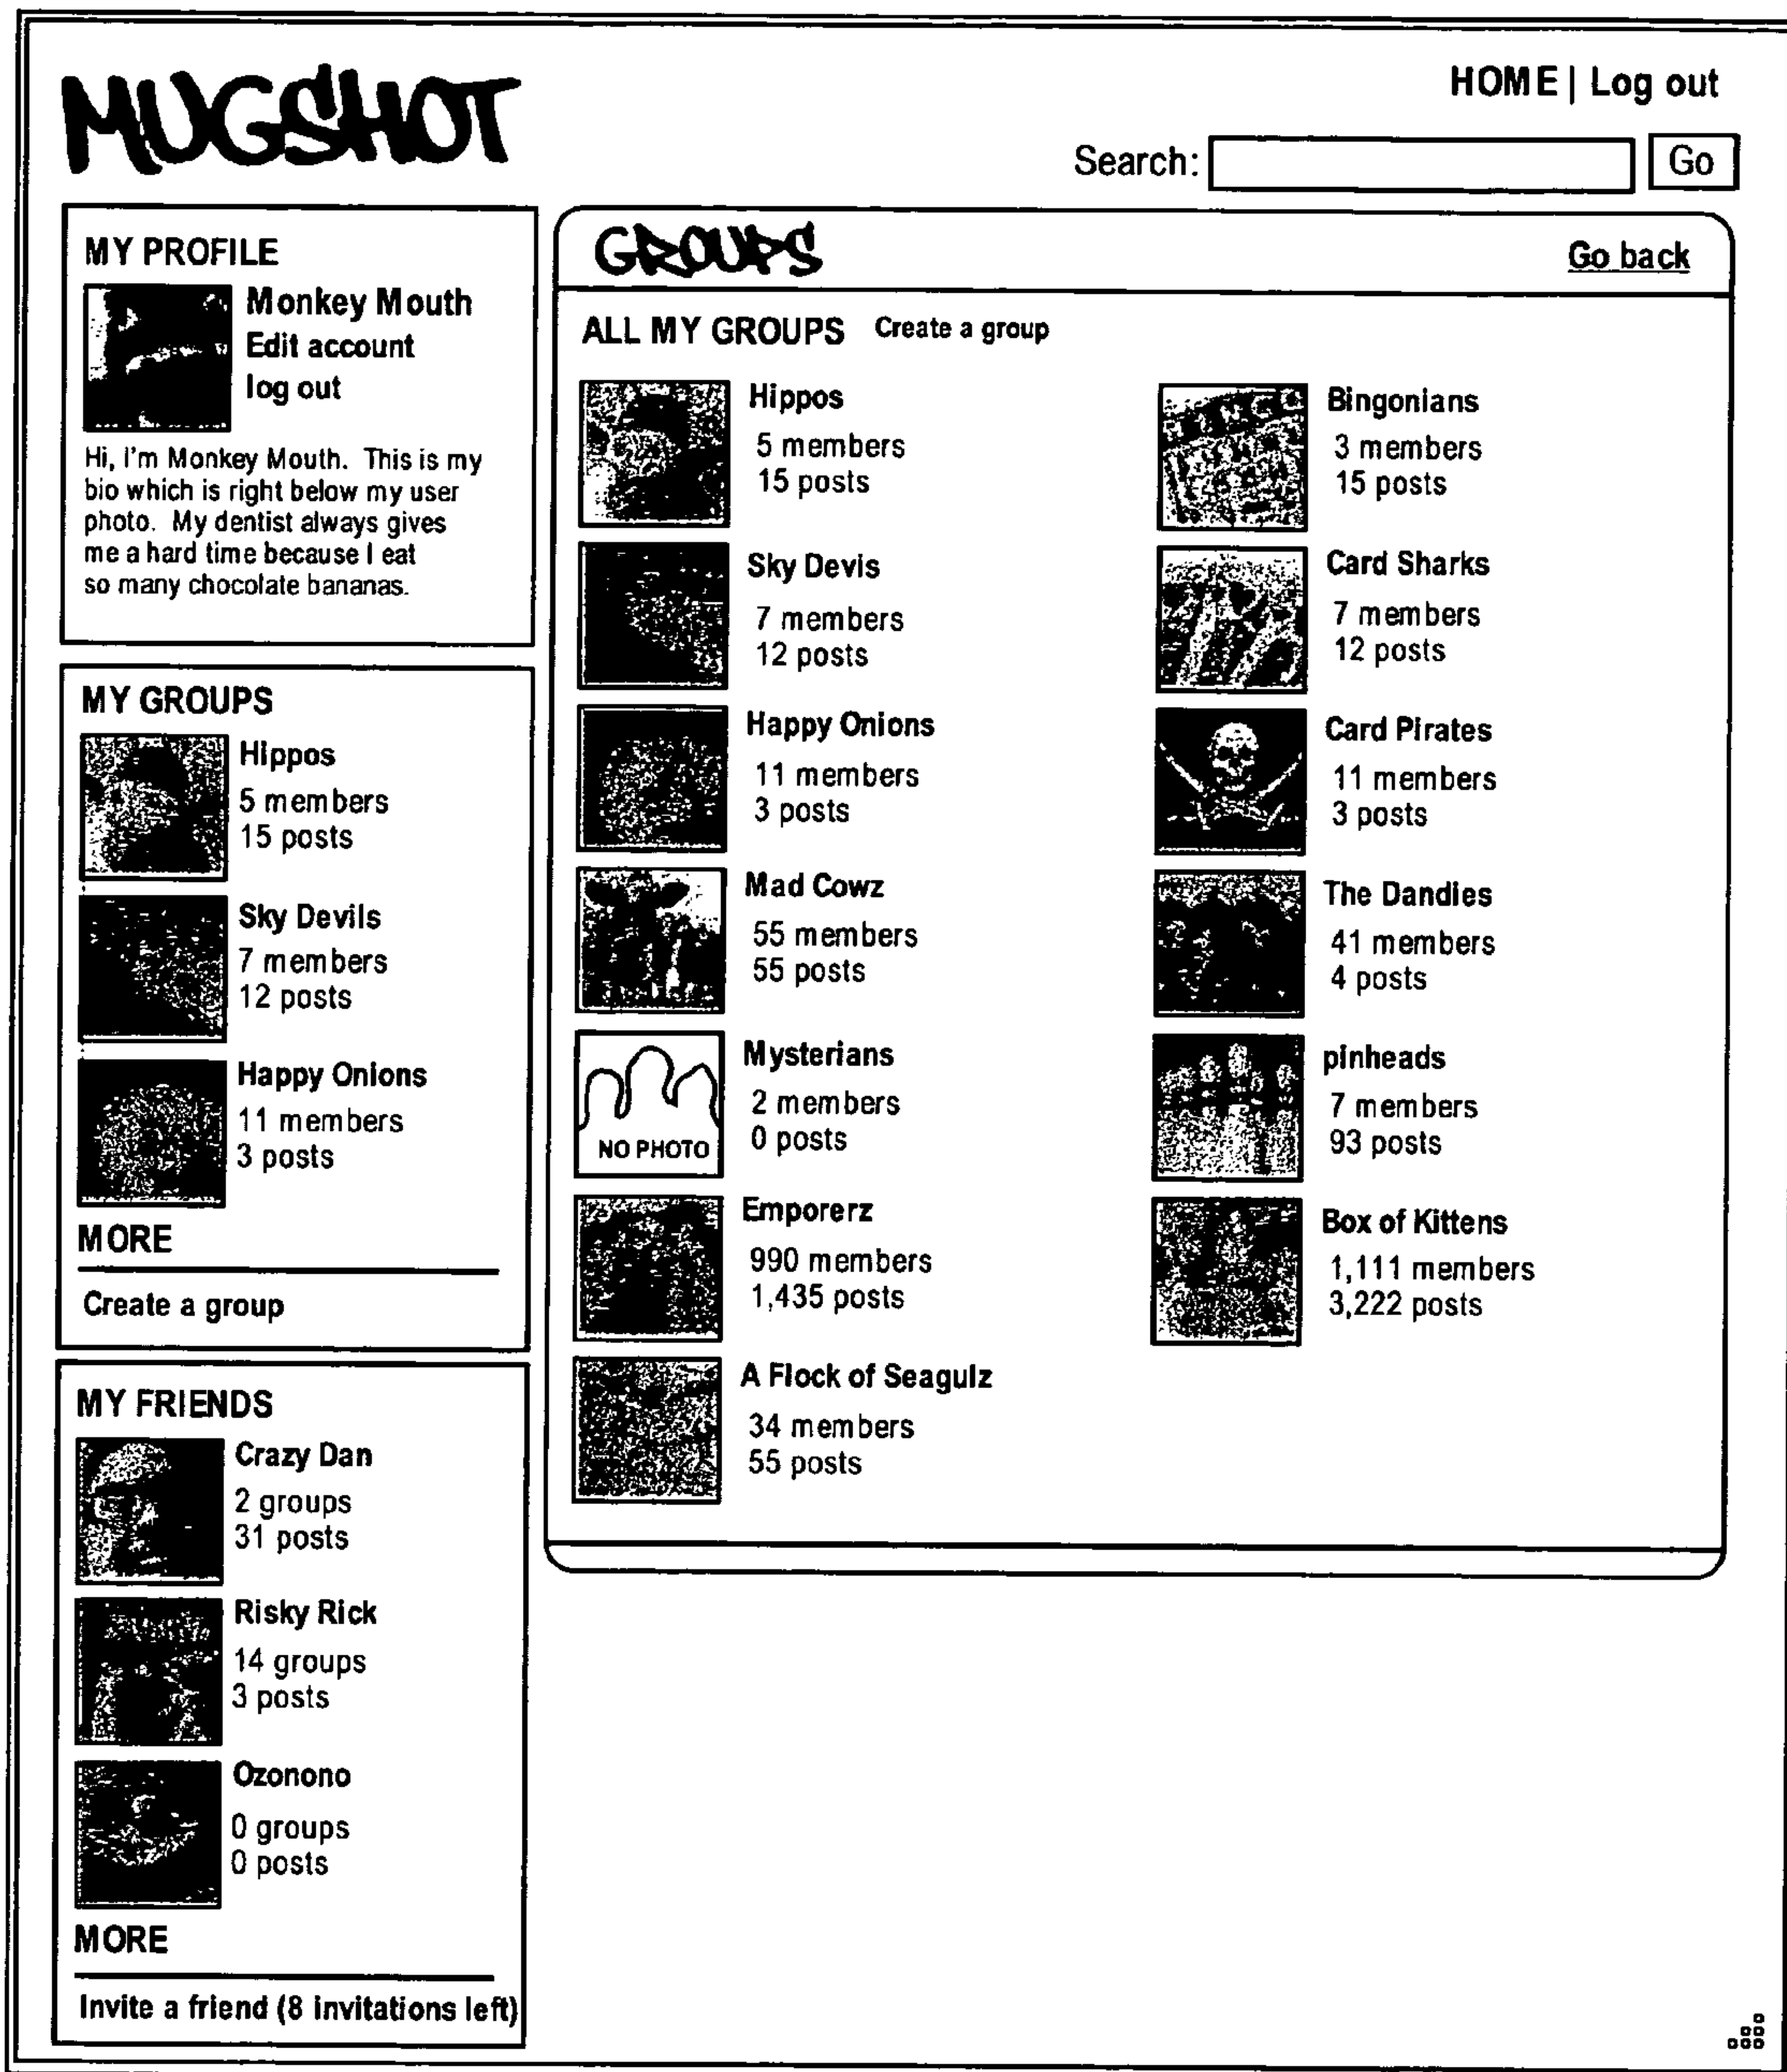 MUGSHOT
HOME | Log out
Search:
Go
MY PROFILE
Monkey Mouth
Edit account
log out
Hi, I'm Monkey Mouth. This is my
bio which is right below my user
photo. My dentist always gives
me a hard time because I eat
so many chocolate bananas.
MY GROUPS
Hippos
5 members
15 posts
Sky Devils
7 members
12 posts
Happy Onions
11 members
3 posts
MORE
Create a group
MY FRIENDS
Crazy Dan
2 groups
31 posts
Risky Rick
14 groups
3 posts
Ozonono
0 groups
0 posts
MORE
Invite a friend (8 invitations left)
GROUPS
Go back
ALL MY GROUPS Create a group
Hippos
5 members
15 posts
Sky Devis
7 members
12 posts
Happy Onions
11 members
3 posts
Mad Cowz
55 members
55 posts
NO PHOTO
Mysterians
2 members
0 posts
Emporerz
990 members
1,435 posts
A Flock of Seagulz
34 members
55 posts
Bingonians
3 members
15 posts
Card Sharks
7 members
12 posts
Card Pirates
11 members
3 posts
The Dandies
41 members
4 posts
pinheads
7 members
93 posts
Box of Kittens
1,111 members
3,222 posts